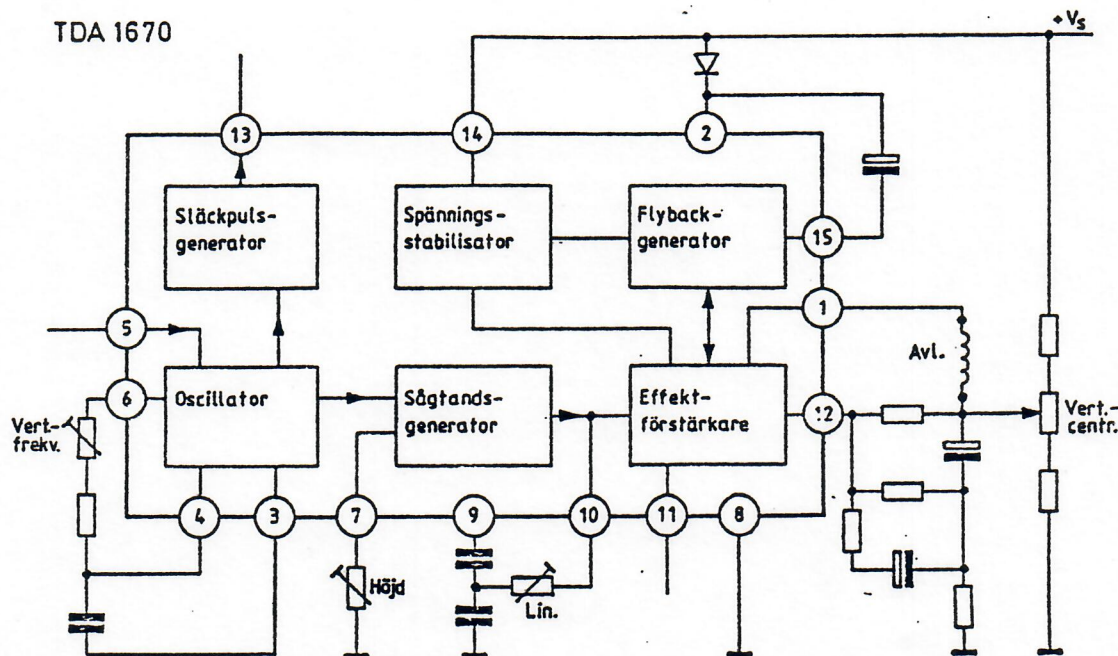 TDA 1670
+Vs
13
14
2
Släckpuls-
generator
Spännings-
stabilisator
Flyback-
generator
15
1
5
Avl.
6
Oscillator
Sågtands-
generator
Effekt-
förstärkare
12
Vert.-
frekv.
Vert.-
centr.
4
3
7
9
10
11
8
Höjd
Lin.